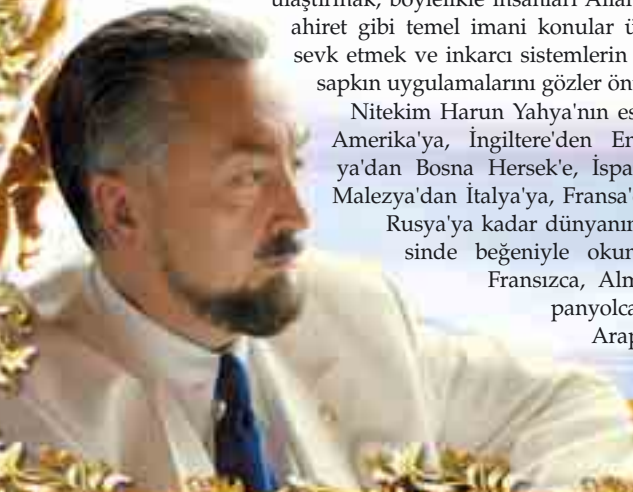 ulaştırmak, böylelikle insanları Allah
ahiret gibi temel imani konular ü
sevk etmek ve inkarcı sistemlerin
sapkın uygulamalarını gözler önü
Nitekim Harun Yahya'nın es
Amerika'ya, İngiltere'den En
ya'dan Bosna Hersek'e, İspa
Malezya'dan İtalya'ya, Fransa'
Rusya'ya kadar dünyanın
sinde beğeniyle okun
Fransızca, Alm
panyolca
Arap